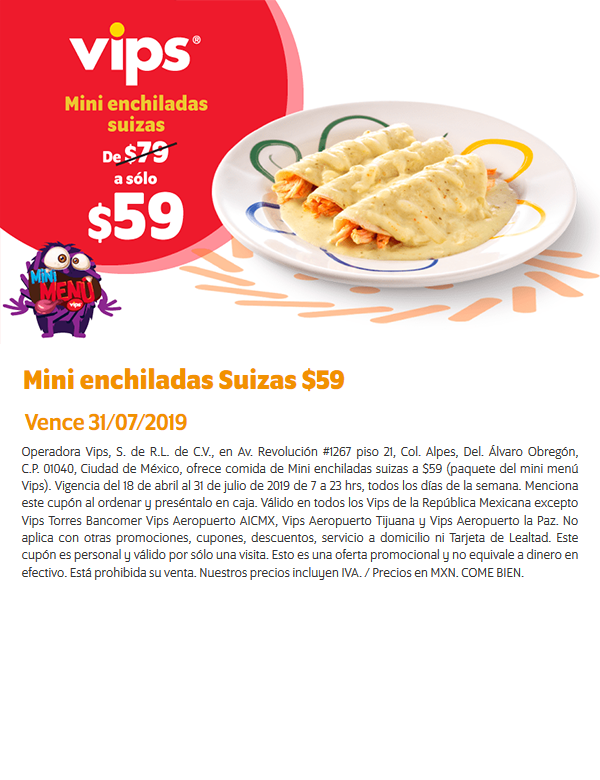 vips®
Mini enchiladas
suizas
De $79
a sólo
$59
MINI
MENÚ
vips
Mini enchiladas Suizas $59
Vence 31/07/2019
Operadora Vips, S. de R.L. de C.V., en Av. Revolución #1267 piso 21, Col. Alpes, Del. Álvaro Obregón,
C.P. 01040, Ciudad de México, ofrece comida de Mini enchiladas suizas a $59 (paquete del mini menú
Vips). Vigencia del 18 de abril al 31 de julio de 2019 de 7 a 23 hrs, todos los días de la semana. Menciona
este cupón al ordenar y preséntalo en caja. Válido en todos los Vips de la República Mexicana excepto
Vips Torres Bancomer Vips Aeropuerto AICMX, Vips Aeropuerto Tijuana y Vips Aeropuerto la Paz. No
aplica con otras promociones, cupones, descuentos, servicio a domicilio ni Tarjeta de Lealtad. Este
cupón es personal y válido por sólo una visita. Esto es una oferta promocional y no equivale a dinero en
efectivo. Está prohibida su venta. Nuestros precios incluyen IVA. / Precios en MXN. COME BIEN.